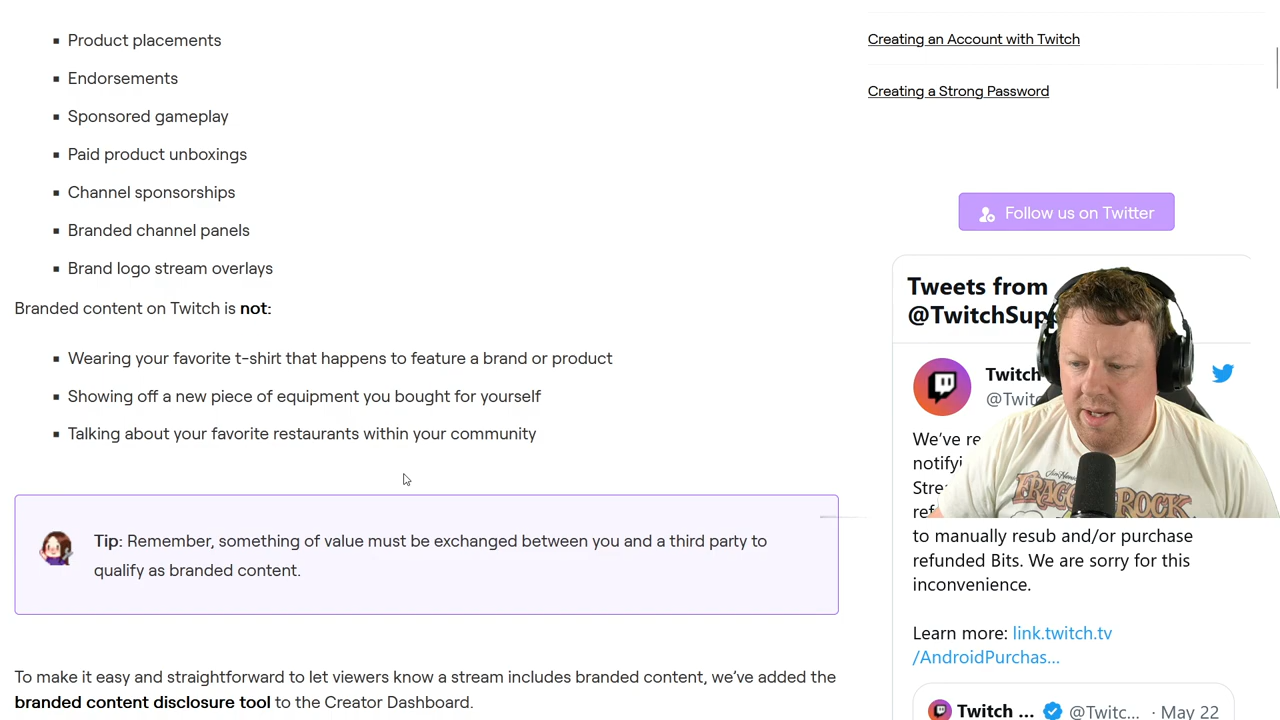 Product placements
Endorsements
Sponsored gameplay
Paid product unboxings
Channel sponsorships
Branded channel panels
Brand logo stream overlays
Branded content on Twitch is not:
Wearing your favorite t-shirt that happens to feature a brand or product
Showing off a new piece of equipment you bought for yourself
Talking about your favorite restaurants within your community
Tip: Remember, something of value must be exchanged between you and a third party to
qualify as branded content.
To make it easy and straightforward to let viewers know a stream includes branded content, we've added the
branded content disclosure tool to the Creator Dashboard.
Creating an Account with Twitch
Creating a Strong Password
Follow us on Twitter
Tweets from
@TwitchSupp
Twitch
@Twitc
We've re
notifyi
Stre
ref
to manually resub and/or purchase
refunded Bits. We are sorry for this
inconvenience.
Learn more: link.twitch.tv
/AndroidPurchas...
Twitch ... @Twitc... · May 22
FRAGGLE ROCK